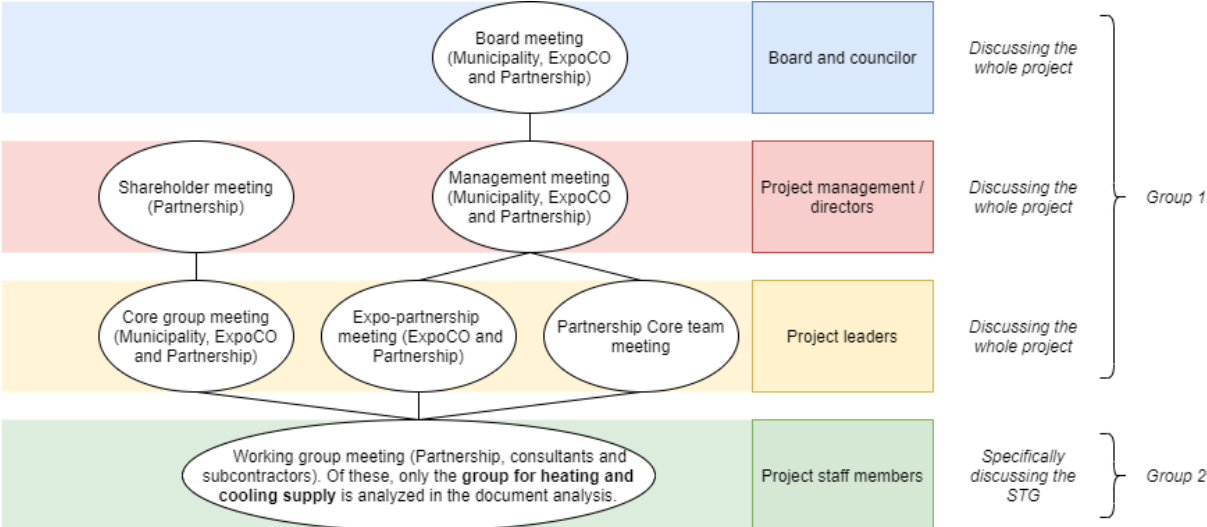 Board meeting
(Municipality, ExpoCO
and Partnership)
Board and councilor
Discussing the
whole project
Shareholder meeting
(Partnership)
Management meeting
(Municipality, ExpoCO
and Partnership)
Project management /
directors
Discussing the
whole project
Group 1
Core group meeting
(Municipality, ExpoCO
and Partnership)
Expo-partnership
meeting (ExpoCO and
Partnership)
Partnership Core team
meeting
Project leaders
Discussing the
whole project
Working group meeting (Partnership, consultants and
subcontractors). Of these, only the group for heating and
cooling supply is analyzed in the document analysis.
Project staff members
Specifically
discussing the
STG
Group 2